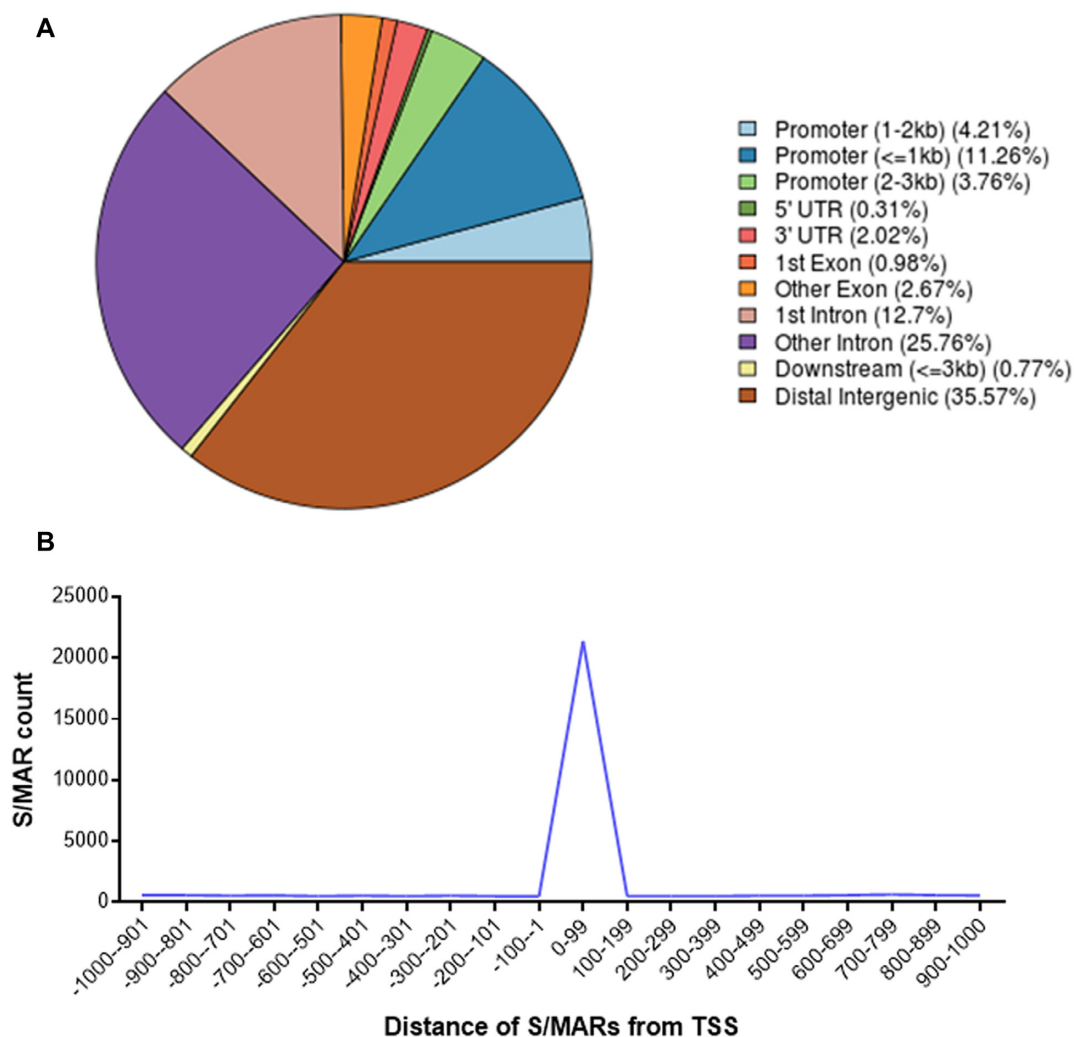 A
Promoter (1-2kb) (4.21%)
Promoter (<=1kb) (11.26%)
Promoter (2-3kb) (3.76%)
5' UTR (0.31%)
3' UTR (2.02%)
1st Exon (0.98%)
Other Exon (2.67%)
1st Intron (12.7%)
Other Intron (25.76%)
Downstream (<=3kb) (0.77%)
Distal Intergenic (35.57%)
B
S/MAR count
25000
20000
15000
10000
5000
0
-1000--901
-900--801
-800--701
-700--601
-600--501
-500--401
-400--301
-300--201
-200--101
-100--1
0-99
100-199
200-299
300-399
400-499
500-599
600-699
700-799
800-899
900-1000
Distance of S/MARs from TSS